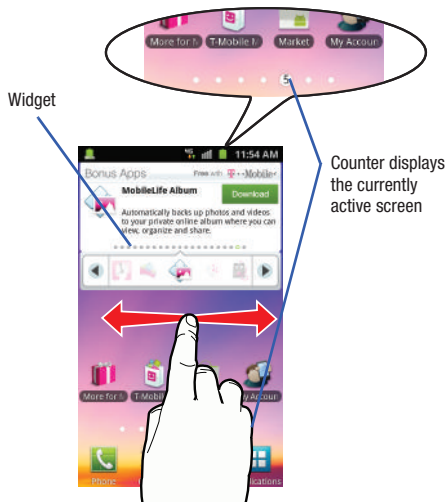 More for
T-Mobile
Market
My Accoun
5
Widget
Counter displays
the currently
active screen
11:54 AM
Bonus Apps
Free with T··Mobile·
MobileLife Album
Download
Automatically backs up photos and videos
to your private online album where you can
view, organize and share.
More for
T-Mobil
y Accoun
Phone
ications